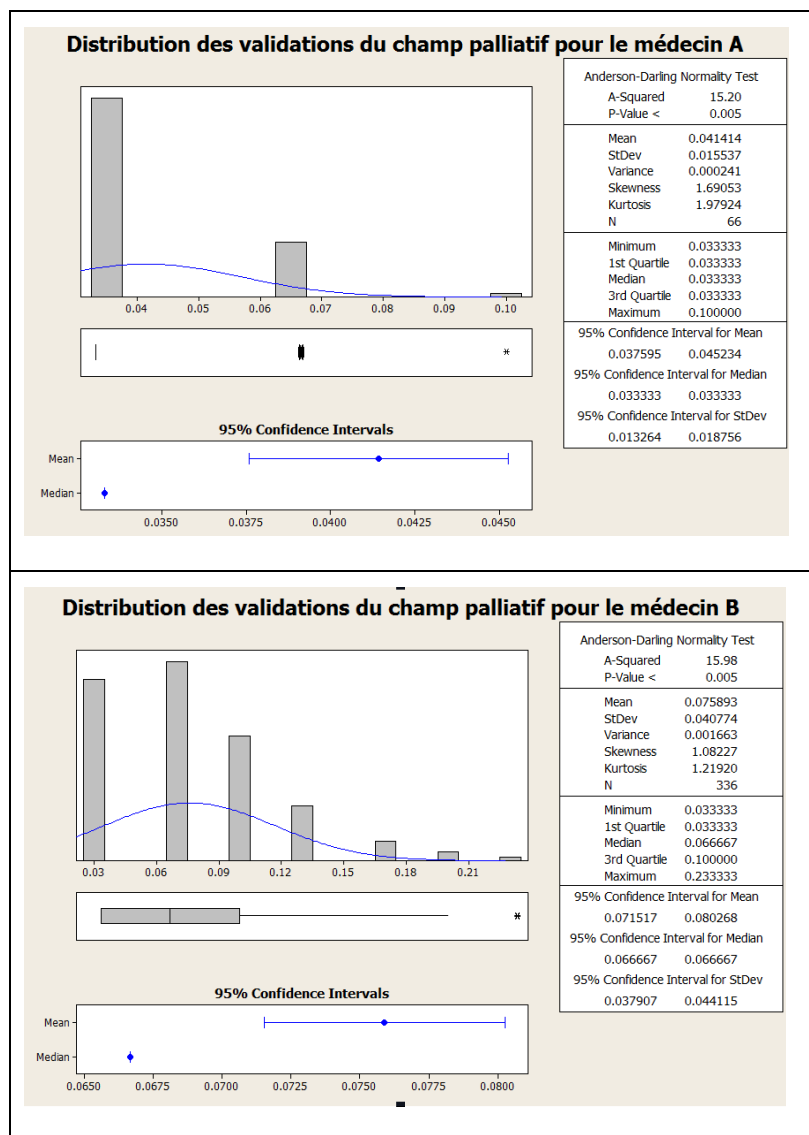 Distribution des validations du champ palliatif pour le médecin A
Anderson-Darling Normality Test
A-Squared 15.20
P-Value < 0.005
Mean 0.041414
StDev 0.015537
Variance 0.000241
Skewness 1.69053
Kurtosis 1.97924
N 66
Minimum 0.033333
1st Quartile 0.033333
Median 0.033333
3rd Quartile 0.033333
Maximum 0.100000
95% Confidence Interval for Mean
0.037595 0.045234
95% Confidence Interval for Median
0.033333 0.033333
95% Confidence Interval for StDev
0.013264 0.018756
0.04 0.05 0.06 0.07 0.08 0.09 0.10
95% Confidence Intervals
Mean
Median
0.0350 0.0375 0.0400 0.0425 0.0450
Distribution des validations du champ palliatif pour le médecin B
Anderson-Darling Normality Test
A-Squared 15.98
P-Value < 0.005
Mean 0.075893
StDev 0.040774
Variance 0.001663
Skewness 1.08227
Kurtosis 1.21920
N 336
Minimum 0.033333
1st Quartile 0.033333
Median 0.066667
3rd Quartile 0.100000
Maximum 0.233333
95% Confidence Interval for Mean
0.071517 0.080268
95% Confidence Interval for Median
0.066667 0.066667
95% Confidence Interval for StDev
0.037907 0.044115
0.03 0.06 0.09 0.12 0.15 0.18 0.21
95% Confidence Intervals
Mean
Median
0.0650 0.0675 0.0700 0.0725 0.0750 0.0775 0.0800